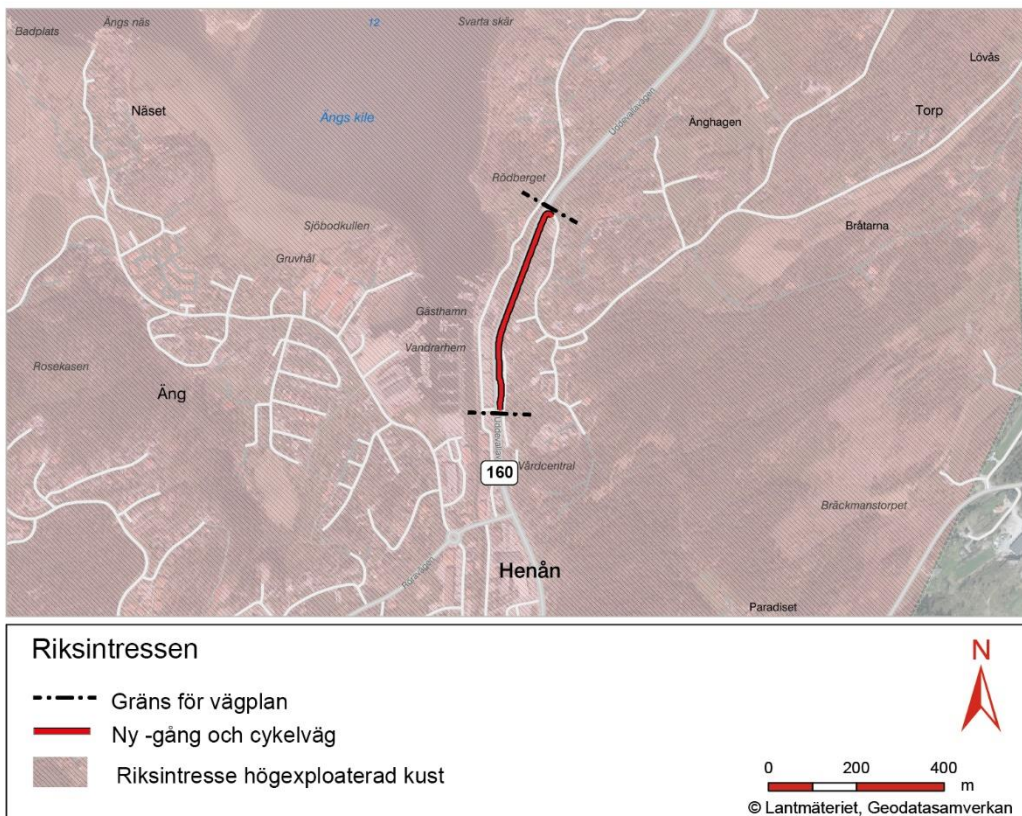 12
Svarta skär
Ängs näs
Badplats
Lövås
Näset
Ängs kile
Uddevallavägen
Änghagen
Torp
Rödberget
Sjöbodkullen
Bråtarna
Gruvhål
Gästhamn
Vandrarhem
Rosekasen
Äng
160
Vårdcentral
Bräckmanstorpet
Röravägen
Henån
Paradiset
Riksintressen
Gräns för vägplan
Ny -gång och cykelväg
Riksintresse högexploaterad kust
N
0 200 400
m
© Lantmäteriet, Geodatasamverkan